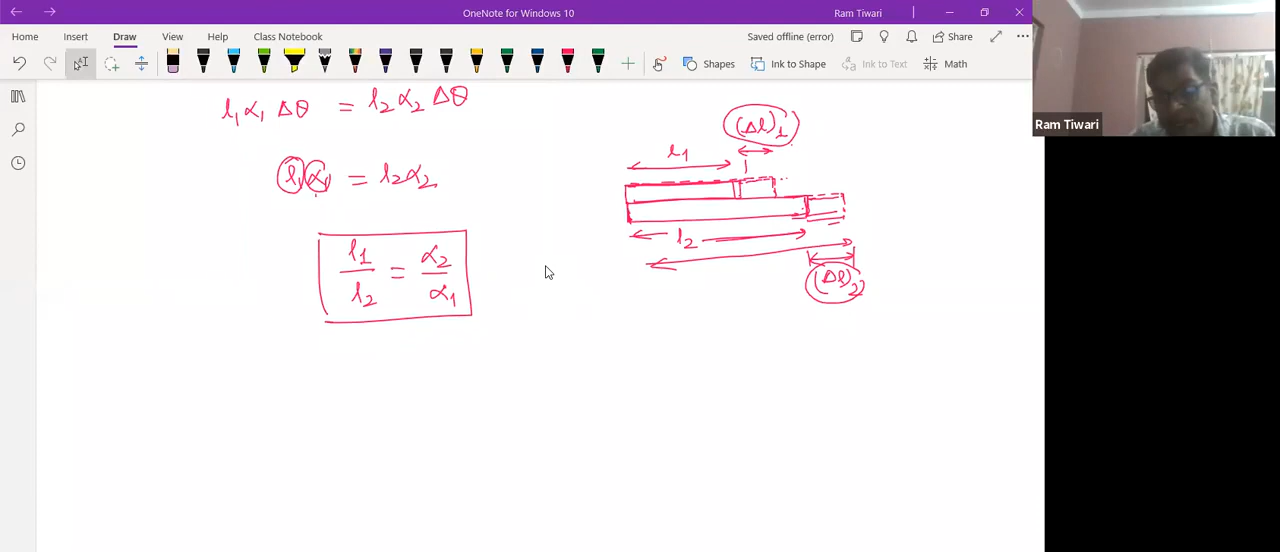 OneNote for Windows 10
Ram Tiwari
Home Insert Draw View Help Class Notebook
Saved offline (error)
Share
Shapes
Ink to Shape
Ink to Text
Math
Ram Tiwari
l₁ α₁ Δθ = l₂ α₂ Δθ
l₁ α₁ = l₂ α₂
l₁/l₂ = α₂/α₁
(Δl)₁
l₁
l₂
(Δl)₂